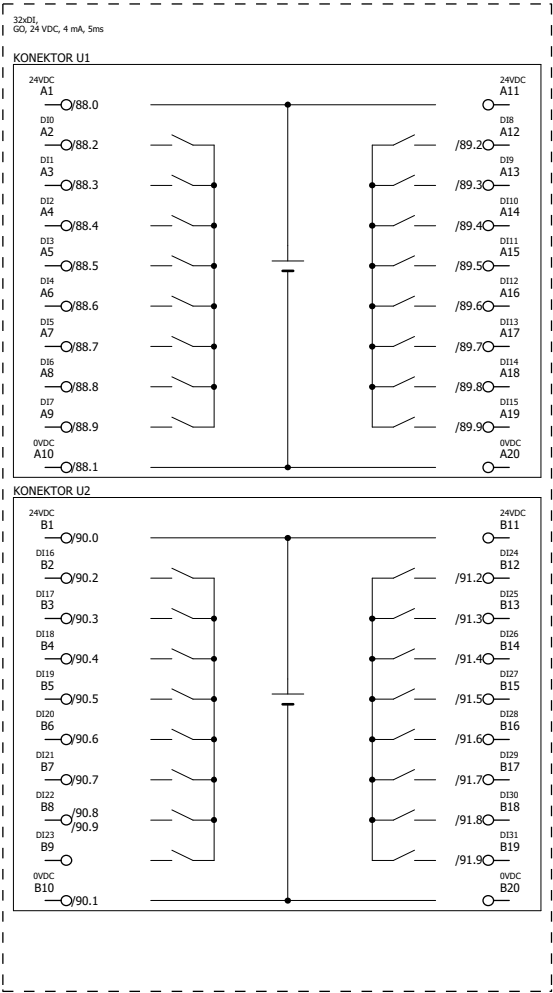 32xDI,
GO, 24 VDC, 4 mA, 5ms
KONEKTOR U1
24VDC 24VDC
A1 A11
/88.0
DI0 DI8
A2 A12
/88.2 /89.2
DI1 DI9
A3 A13
/88.3 /89.3
DI2 DI10
A4 A14
/88.4 /89.4
DI3 DI11
A5 A15
/88.5 /89.5
DI4 DI12
A6 A16
/88.6 /89.6
DI5 DI13
A7 A17
/88.7 /89.7
DI6 DI14
A8 A18
/88.8 /89.8
DI7 DI15
A9 A19
/88.9 /89.9
0VDC 0VDC
A10 A20
/88.1
KONEKTOR U2
24VDC 24VDC
B1 B11
/90.0
DI16 DI24
B2 B12
/90.2 /91.2
DI17 DI25
B3 B13
/90.3 /91.3
DI18 DI26
B4 B14
/90.4 /91.4
DI19 DI27
B5 B15
/90.5 /91.5
DI20 DI28
B6 B16
/90.6 /91.6
DI21 DI29
B7 B17
/90.7 /91.7
DI22 DI30
B8 B18
/90.8
/90.9 /91.8
DI23 DI31
B9 B19
/91.9
0VDC 0VDC
B10 B20
/90.1